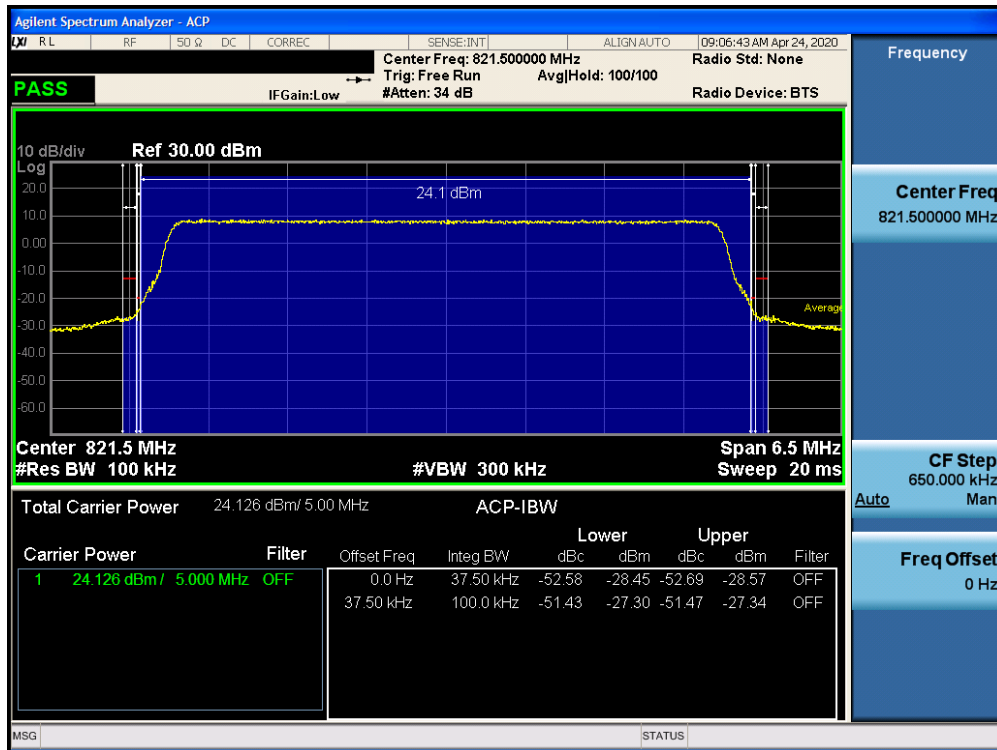 Agilent Spectrum Analyzer - ACP
LXI RL RF 50 Ω DC CORREC SENSE:INT ALIGN AUTO 09:06:43 AM Apr 24, 2020
Center Freq: 821.500000 MHz Radio Std: None
Trig: Free Run Avg|Hold: 100/100
PASS IFGain:Low #Atten: 34 dB Radio Device: BTS
10 dB/div Ref 30.00 dBm
Log
24.1 dBm
20.0
10.0
0.00
-10.0
-20.0
Average
-30.0
-40.0
-50.0
-60.0
Center 821.5 MHz Span 6.5 MHz
#Res BW 100 kHz #VBW 300 kHz Sweep 20 ms
Total Carrier Power 24.126 dBm/ 5.00 MHz ACP-IBW
Lower Upper
Carrier Power Filter Offset Freq Integ BW dBc dBm dBc dBm Filter
1 24.126 dBm / 5.000 MHz OFF 0.0 Hz 37.50 kHz -52.58 -28.45 -52.69 -28.57 OFF
37.50 kHz 100.0 kHz -51.43 -27.30 -51.47 -27.34 OFF
MSG STATUS
Frequency
Center Freq
821.500000 MHz
CF Step
650.000 kHz
Auto Man
Freq Offset
0 Hz